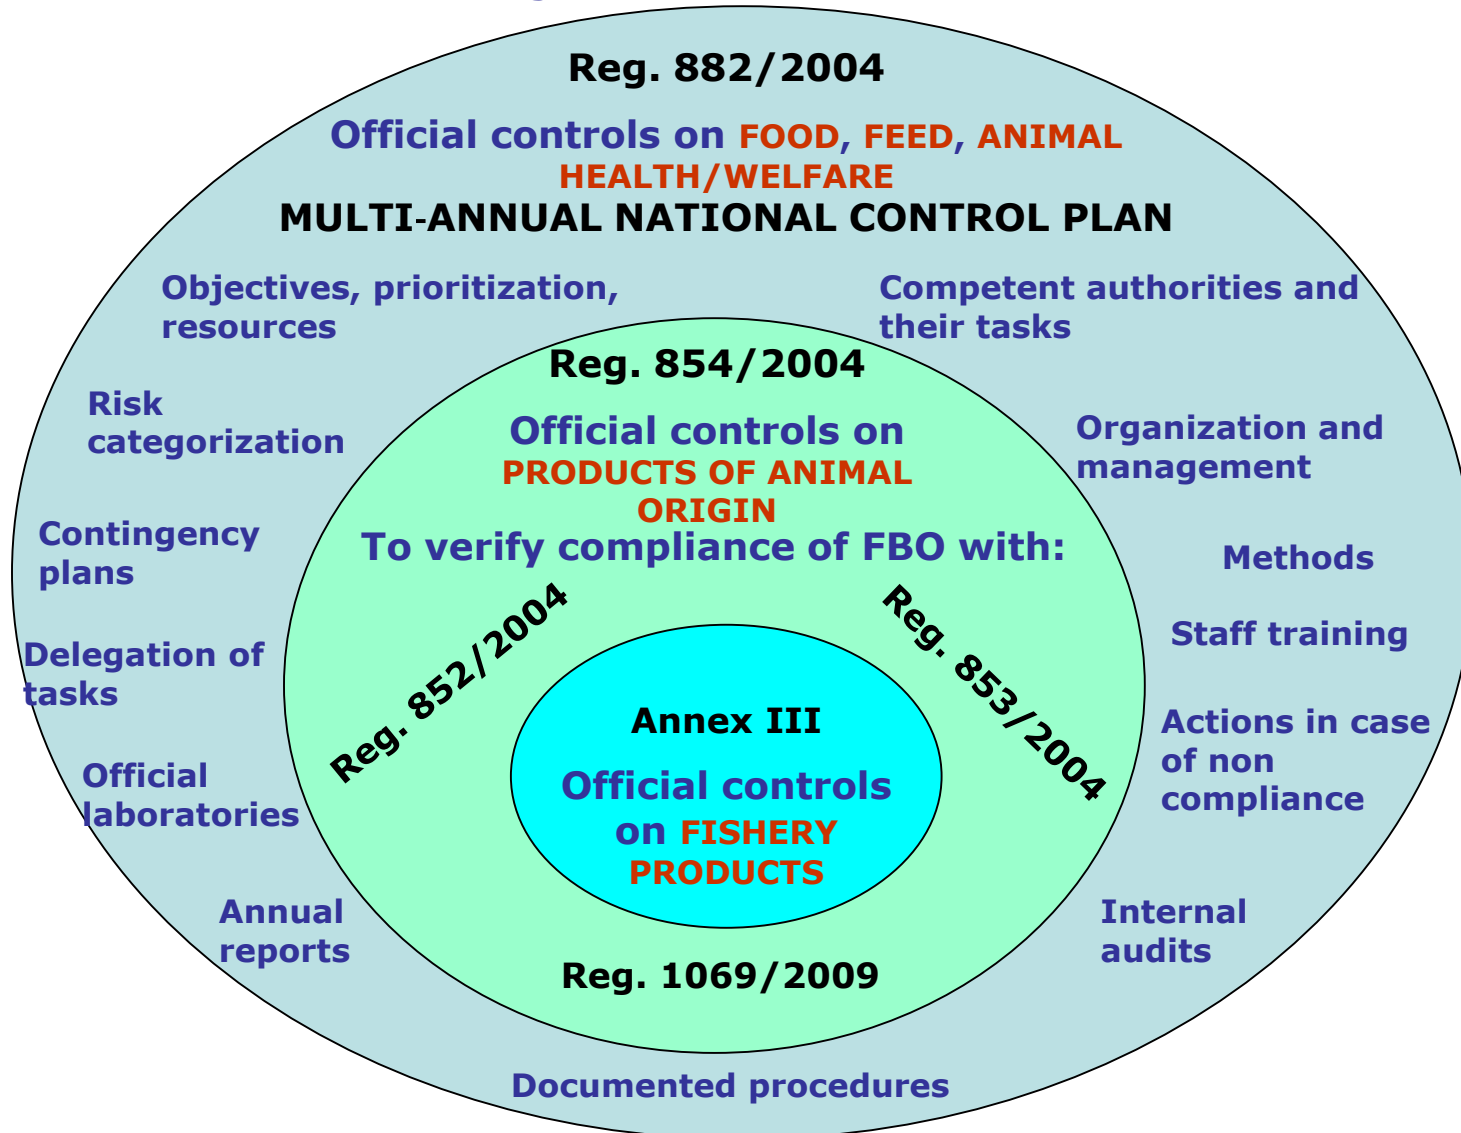 Reg. 882/2004
Official controls on FOOD, FEED, ANIMAL
HEALTH/WELFARE
MULTI-ANNUAL NATIONAL CONTROL PLAN
Objectives, prioritization,
resources
Competent authorities and
their tasks
Reg. 854/2004
Official controls on
PRODUCTS OF ANIMAL
ORIGIN
To verify compliance of FBO with:
Risk
categorization
Organization and
management
Contingency
plans
Methods
Delegation of
tasks
Staff training
Reg. 852/2004
Reg. 853/2004
Annex III
Official controls
on FISHERY
PRODUCTS
Actions in case
of non
compliance
Official
laboratories
Annual
reports
Internal
audits
Reg. 1069/2009
Documented procedures